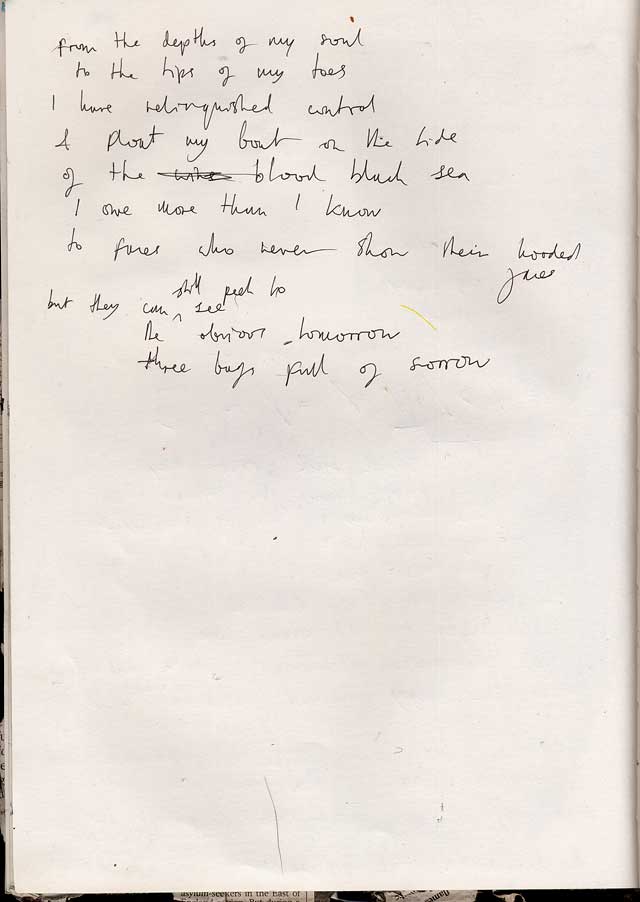 from the depths of my soul
to the tips of my toes
I have relinquished control
& float my boat on the tide
of the blood black sea
I owe more than I know
to who never show their hooded
faces
still peek to
but they can see
the obvious tomorrow
three bags full of sorrow
asylum-seekers in the East of